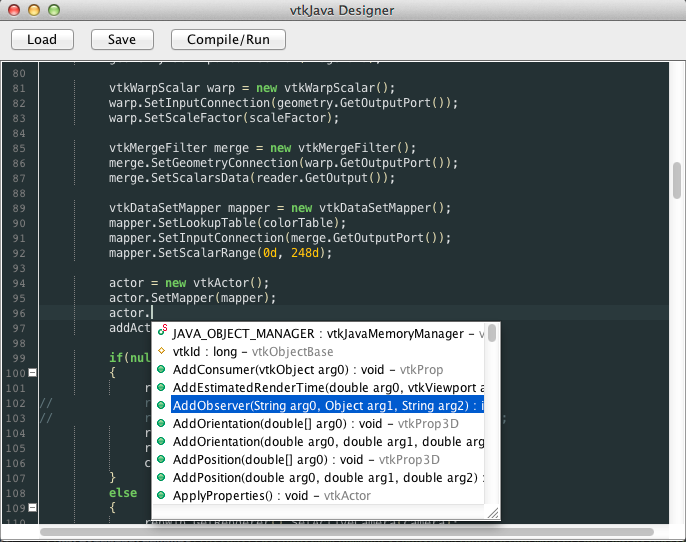 vtkJava Designer
Load Save Compile/Run
80
81 vtkWarpScalar warp = new vtkWarpScalar();
82 warp.SetInputConnection(geometry.GetOutputPort());
83 warp.SetScaleFactor(scaleFactor);
84
85 vtkMergeFilter merge = new vtkMergeFilter();
86 merge.SetGeometryConnection(warp.GetOutputPort());
87 merge.SetScalarsData(reader.GetOutput());
88
89 vtkDataSetMapper mapper = new vtkDataSetMapper();
90 mapper.SetLookupTable(colorTable);
91 mapper.SetInputConnection(merge.GetOutputPort());
92 mapper.SetScalarRange(0d, 248d);
93
94 actor = new vtkActor();
95 actor.SetMapper(mapper);
96 actor.
97 addAct
98
99 if(nul
100 {
101 r
102 // r
103 // r ;
104 r
105 r
106 c
107 }
108 else
109 {
110
JAVA_OBJECT_MANAGER : vtkJavaMemoryManager – v
vtkId : long – vtkObjectBase
AddConsumer(vtkObject arg0) : void – vtkProp
AddEstimatedRenderTime(double arg0, vtkViewport a
AddObserver(String arg0, Object arg1, String arg2) : i
AddOrientation(double[] arg0) : void – vtkProp3D
AddOrientation(double arg0, double arg1, double arg
AddPosition(double[] arg0) : void – vtkProp3D
AddPosition(double arg0, double arg1, double arg2) :
ApplyProperties() : void – vtkActor